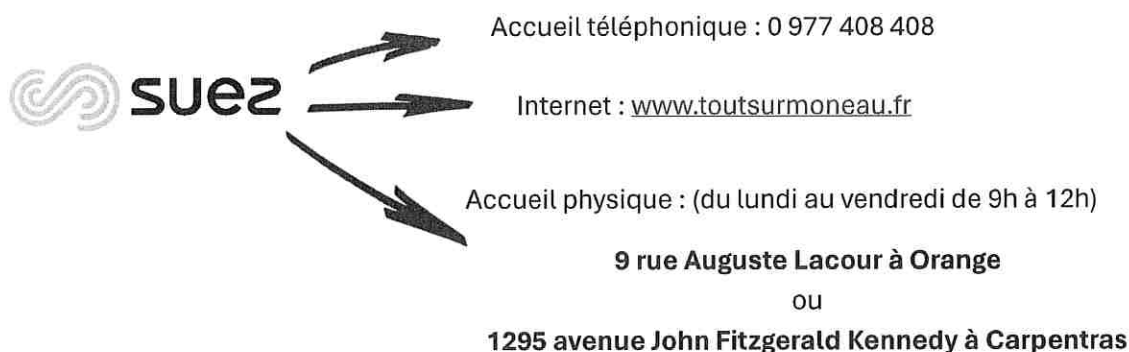 Accueil téléphonique : 0 977 408 408
suez
Internet : www.toutsurmoneau.fr
Accueil physique : (du lundi au vendredi de 9h à 12h)
9 rue Auguste Lacour à Orange
ou
1295 avenue John Fitzgerald Kennedy à Carpentras